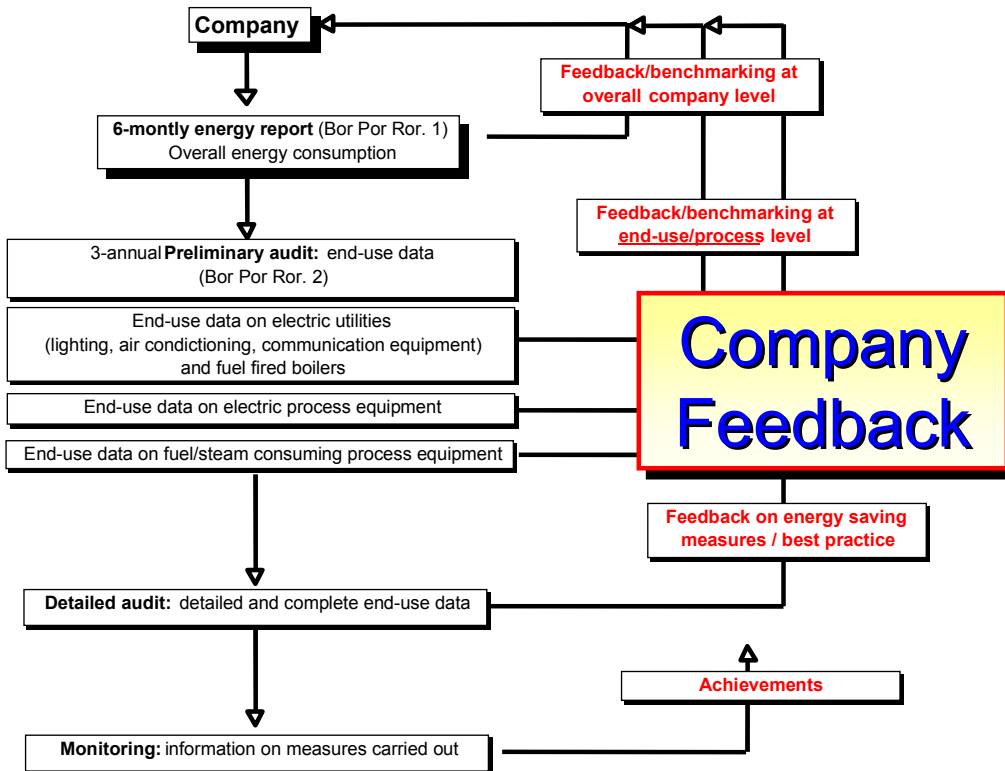 Company
Feedback/benchmarking at
overall company level
6-montly energy report (Bor Por Ror. 1)
Overall energy consumption
Feedback/benchmarking at
end-use/process level
3-annual Preliminary audit: end-use data
(Bor Por Ror. 2)
End-use data on electric utilities
(lighting, air condictioning, communication equipment)
and fuel fired boilers
Company
Feedback
End-use data on electric process equipment
End-use data on fuel/steam consuming process equipment
Feedback on energy saving
measures / best practice
Detailed audit: detailed and complete end-use data
Achievements
Monitoring: information on measures carried out